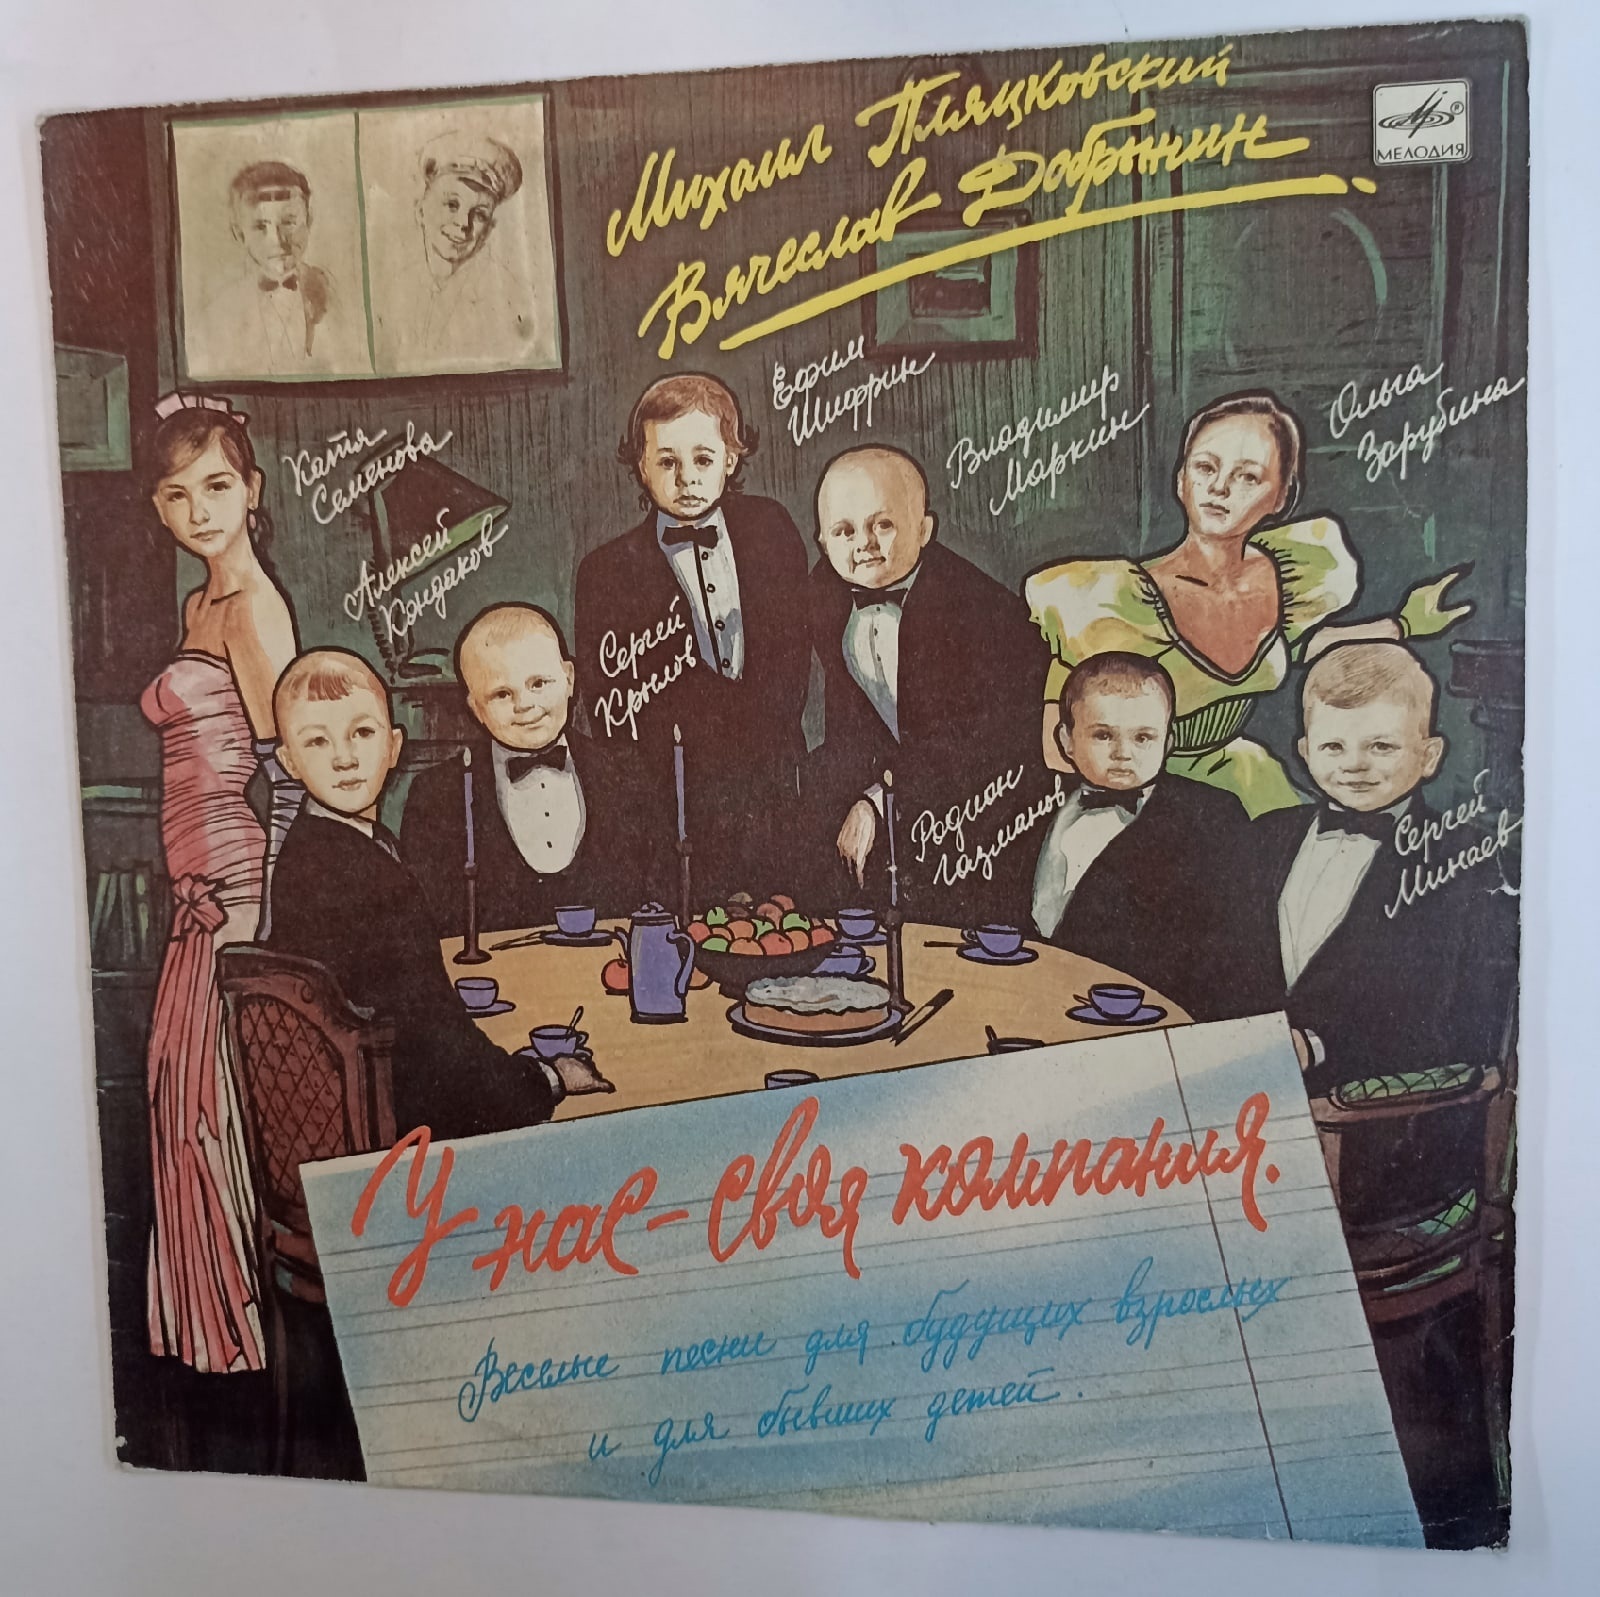 Михаил Пляцковский
Вячеслав Добрынин
МЕЛОДИЯ
Катя
Семенова
Алексей
Кондаков
Сергей
Крылов
Ефим
Шифрин
Владимир
Маркин
Ольга
Зарубина
Родион
Газманов
Сергей
Минаев
У нас - своя компания.
Веселые песни для будущих взрослых
и для бывших детей.